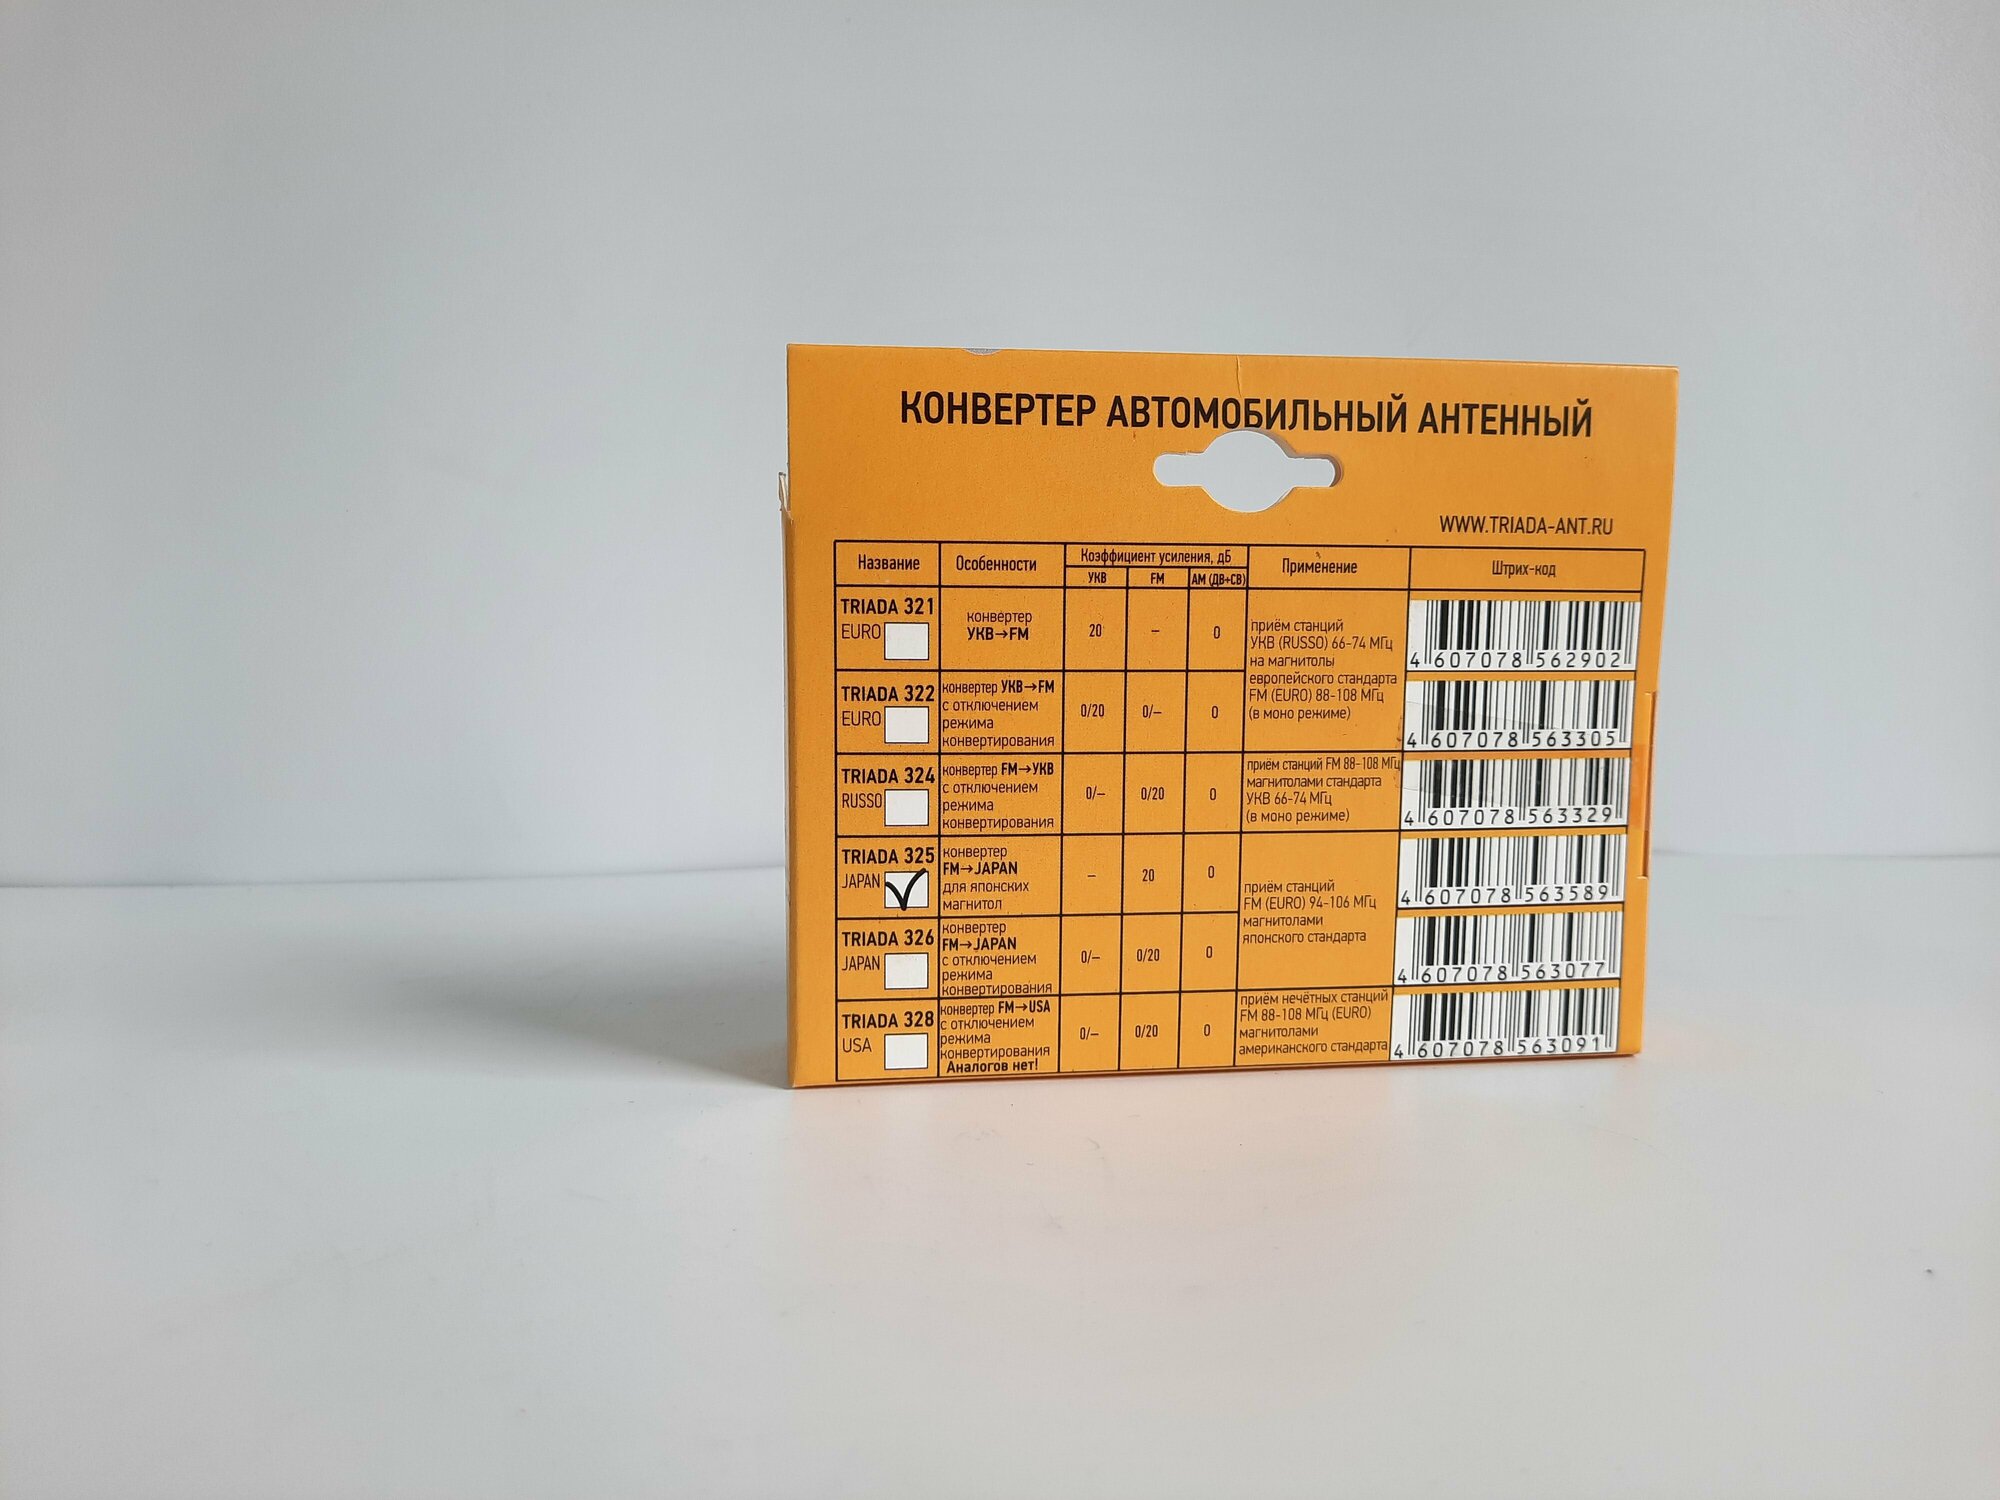 КОНВЕРТЕР АВТОМОБИЛЬНЫЙ АНТЕННЫЙ
WWW.TRIADA-ANT.RU
Название
Особенности
Коэффициент усиления, дБ
УКВ
FM
АМ (ДВ+СВ)
Применение
Штрих-код
TRIADA 321
EURO
конвертер
УКВ→FM
20
–
0
приём станций
УКВ (RUSSO) 66-74 МГц
на магнитолы
европейского стандарта
FM (EURO) 88-108 МГц
(в моно режиме)
4 607078 562902
TRIADA 322
EURO
конвертер УКВ→FM
с отключением
режима
конвертирования
0/20
0/–
0
4 607078 563305
TRIADA 324
RUSSO
конвертер FM→УКВ
с отключением
режима
конвертирования
0/–
0/20
0
приём станций FM 88-108 МГц
магнитолами стандарта
УКВ 66-74 МГц
(в моно режиме)
4 607078 563329
TRIADA 325
JAPAN
конвертер
FM→JAPAN
для японских
магнитол
–
20
0
приём станций
FM (EURO) 94-106 МГц
магнитолами
японского стандарта
4 607078 563589
TRIADA 326
JAPAN
конвертер
FM→JAPAN
с отключением
режима
конвертирования
0/–
0/20
0
4 607078 563077
TRIADA 328
USA
конвертер FM→USA
с отключением
режима
конвертирования
Аналогов нет!
0/–
0/20
0
приём нечётных станций
FM 88-108 МГц (EURO)
магнитолами
американского стандарта
4 607078 563091